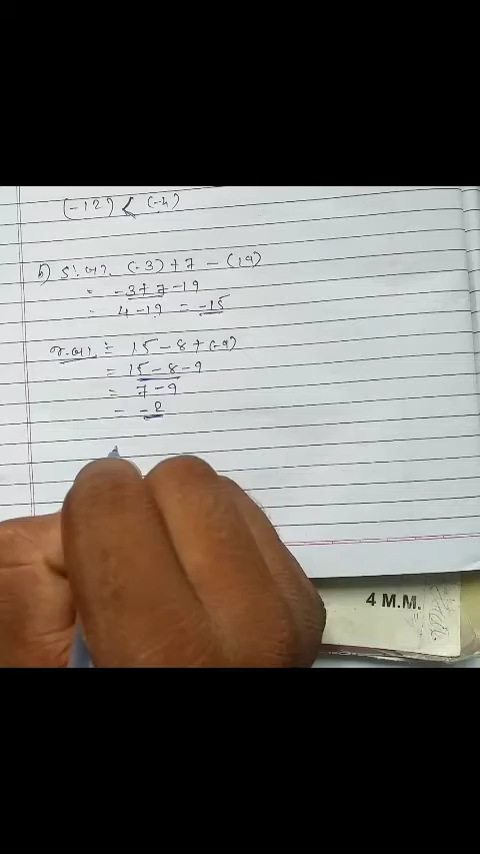 (-12) < (-4)
b) ડા.બા. (-3) + 7 - (19)
= -3+7-19
= 4-19 = -15
જ.બા. = 15-8+(-9)
= 15-8-9
= 7-9
= -2
4 M.M.